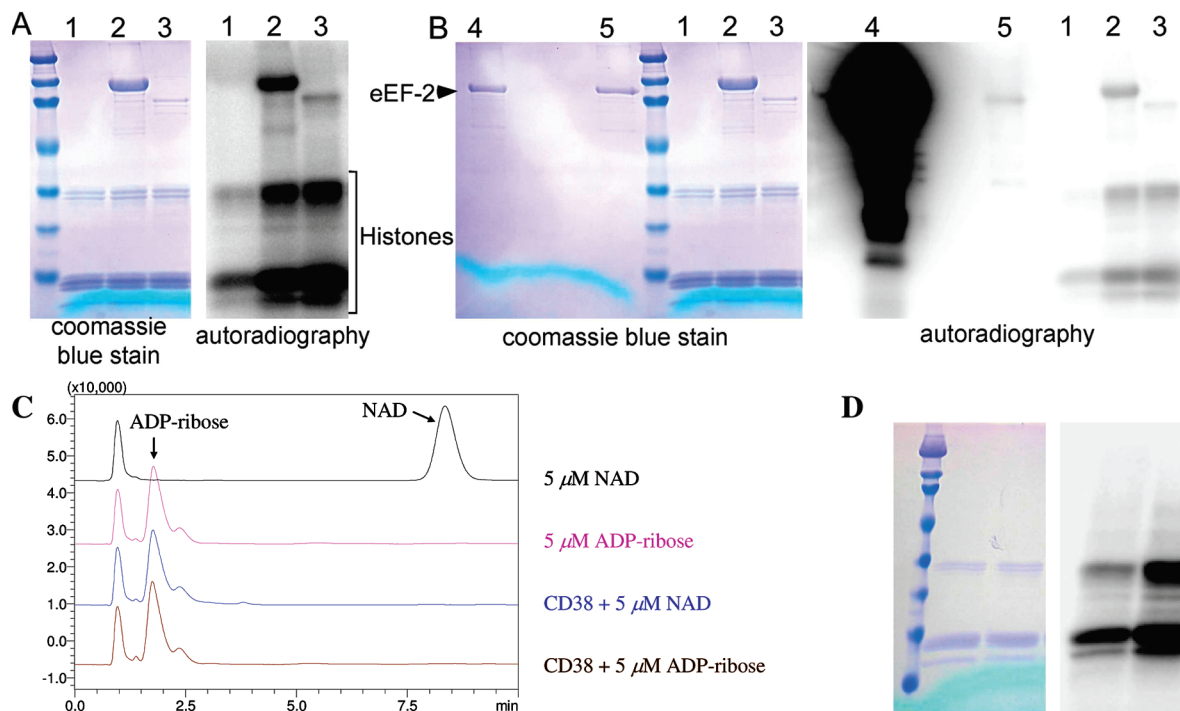 A 1 2 3 1 2 3 B 4 5 1 2 3 4 5 1 2 3
eEF-2
Histones
coomassie
blue stain
autoradiography
coomassie blue stain
autoradiography
C
(x10,000)
6.0
5.0
4.0
3.0
2.0
1.0
0.0
-1.0
0.0 2.5 5.0 7.5 min
ADP-ribose
NAD
5 μM NAD
5 μM ADP-ribose
CD38 + 5 μM NAD
CD38 + 5 μM ADP-ribose
D